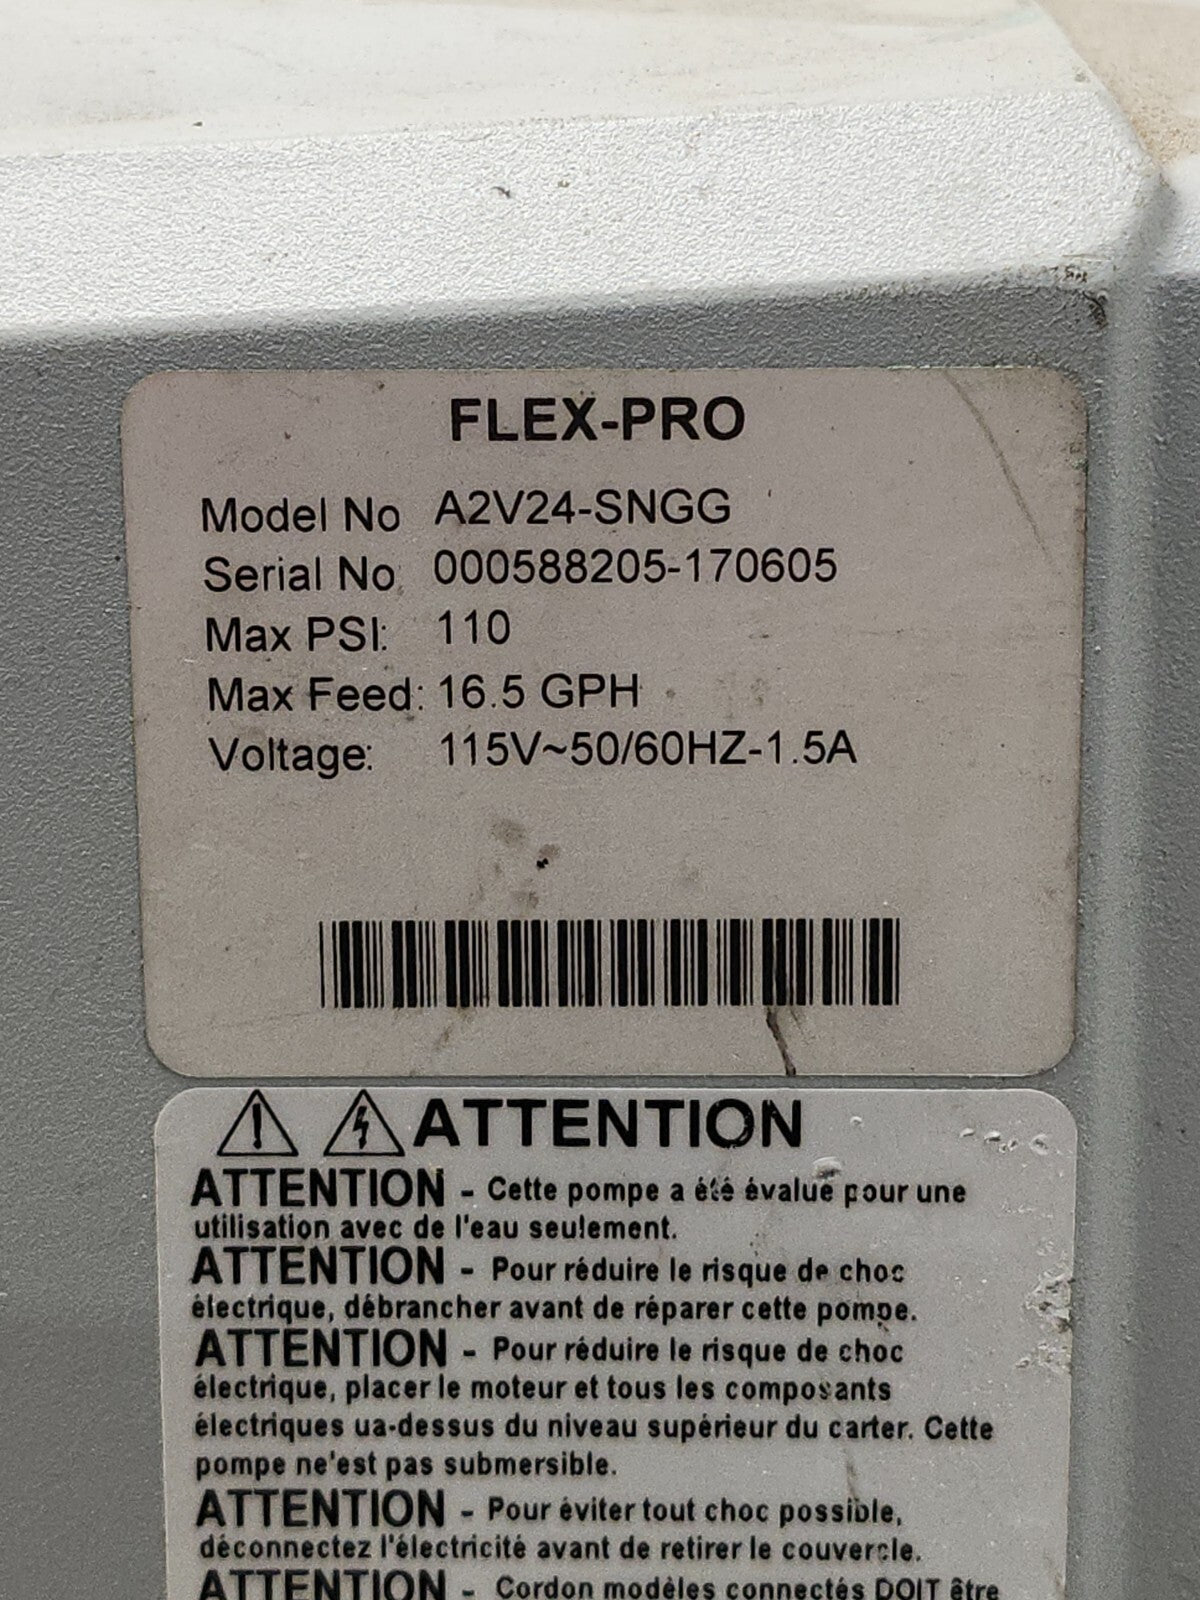 FLEX-PRO
Model No A2V24-SNGG
Serial No 000588205-170605
Max PSI: 110
Max Feed: 16.5 GPH
Voltage: 115V~50/60HZ-1.5A
ATTENTION
ATTENTION - Cette pompe a été évalué pour une
utilisation avec de l'eau seulement.
ATTENTION - Pour réduire le risque de choc
électrique, débrancher avant de réparer cette pompe.
ATTENTION - Pour réduire le risque de choc
électrique, placer le moteur et tous les composants
électriques ua-dessus du niveau supérieur du carter. Cette
pompe ne'est pas submersible.
ATTENTION - Pour éviter tout choc possible,
déconnectez l'électricité avant de retirer le couvercle.
ATTENTION - Cordon modèles connectés DOIT être